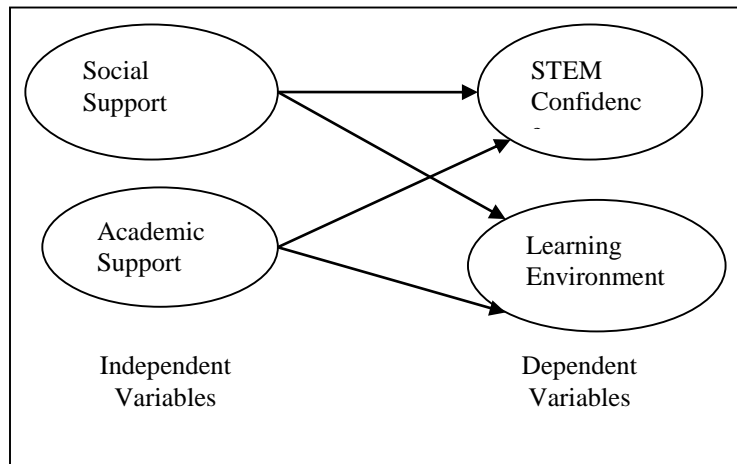 Social
Support
STEM
Confidenc
Academic
Support
Learning
Environment
Independent
Variables
Dependent
Variables